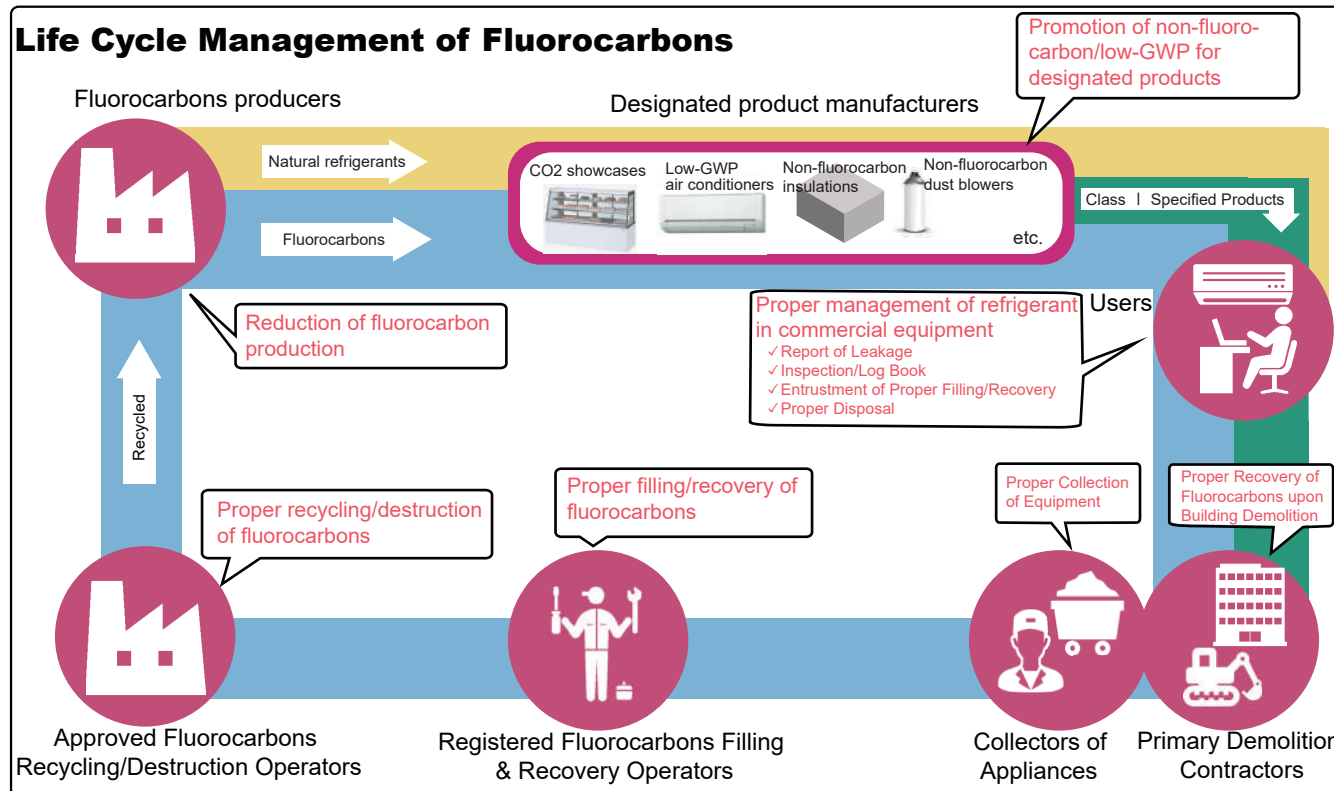 Life Cycle Management of Fluorocarbons
Promotion of non-fluoro-
carbon/low-GWP for
designated products
Fluorocarbons producers
Designated product manufacturers
Natural refrigerants
CO2 showcases
Low-GWP
air conditioners
Non-fluorocarbon
insulations
Non-fluorocarbon
dust blowers
etc.
Class I Specified Products
Fluorocarbons
Reduction of fluorocarbon
production
Proper management of refrigerant
in commercial equipment
✓Report of Leakage
✓Inspection/Log Book
✓Entrustment of Proper Filling/Recovery
✓Proper Disposal
Users
Recycled
Proper recycling/destruction
of fluorocarbons
Proper filling/recovery of
fluorocarbons
Proper Collection
of Equipment
Proper Recovery of
Fluorocarbons upon
Building Demolition
Approved Fluorocarbons
Recycling/Destruction Operators
Registered Fluorocarbons Filling
& Recovery Operators
Collectors of
Appliances
Primary Demolition
Contractors